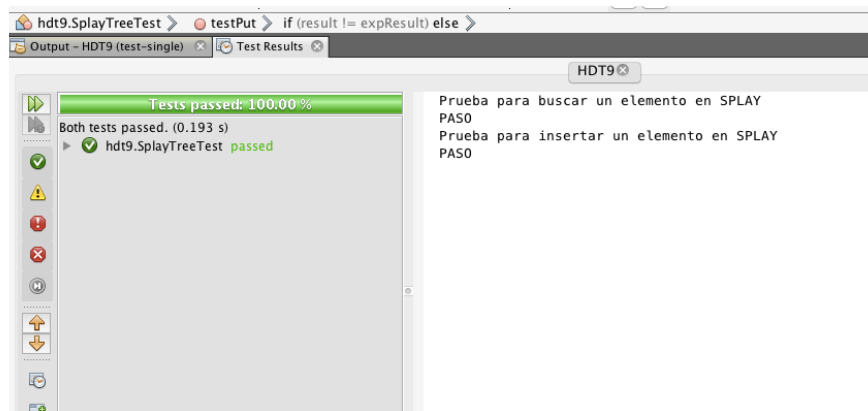 hdt9.SplayTreeTest testPut if (result != expResult) else
Output – HDT9 (test-single) Test Results
HDT9
Tests passed: 100.00 %
Both tests passed. (0.193 s)
hdt9.SplayTreeTest passed
Prueba para buscar un elemento en SPLAY
PASO
Prueba para insertar un elemento en SPLAY
PASO